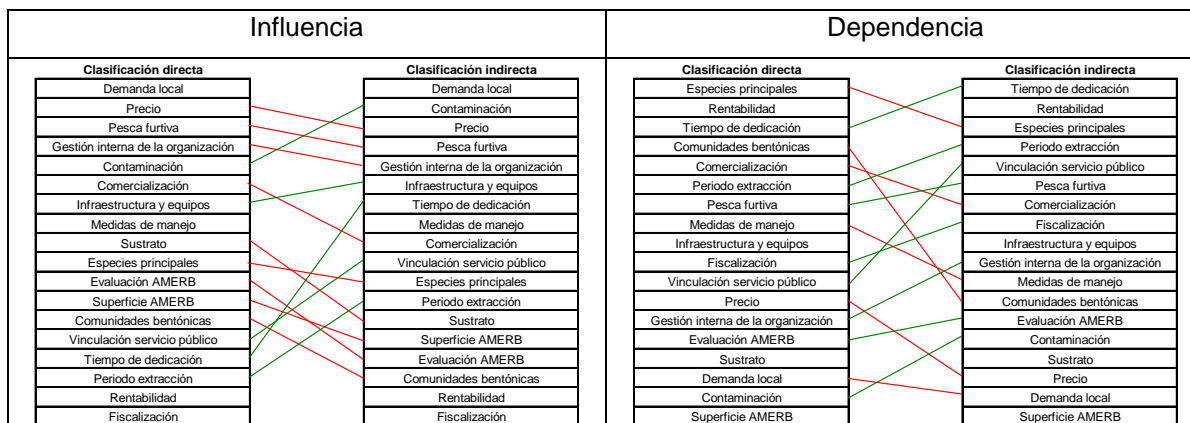 Influencia
Dependencia
Clasificación directa
Demanda local
Precio
Pesca furtiva
Gestión interna de la organización
Contaminación
Comercialización
Infraestructura y equipos
Medidas de manejo
Sustrato
Especies principales
Evaluación AMERB
Superficie AMERB
Comunidades bentónicas
Vinculación servicio público
Tiempo de dedicación
Periodo extracción
Rentabilidad
Fiscalización
Clasificación indirecta
Demanda local
Contaminación
Precio
Pesca furtiva
Gestión interna de la organización
Infraestructura y equipos
Tiempo de dedicación
Medidas de manejo
Comercialización
Vinculación servicio público
Especies principales
Periodo extracción
Sustrato
Superficie AMERB
Evaluación AMERB
Comunidades bentónicas
Rentabilidad
Fiscalización
Clasificación directa
Especies principales
Rentabilidad
Tiempo de dedicación
Comunidades bentónicas
Comercialización
Periodo extracción
Pesca furtiva
Medidas de manejo
Infraestructura y equipos
Fiscalización
Vinculación servicio público
Precio
Gestión interna de la organización
Evaluación AMERB
Sustrato
Demanda local
Contaminación
Superficie AMERB
Clasificación indirecta
Tiempo de dedicación
Rentabilidad
Especies principales
Periodo extracción
Vinculación servicio público
Pesca furtiva
Comercialización
Fiscalización
Infraestructura y equipos
Gestión interna de la organización
Medidas de manejo
Comunidades bentónicas
Evaluación AMERB
Contaminación
Sustrato
Precio
Demanda local
Superficie AMERB